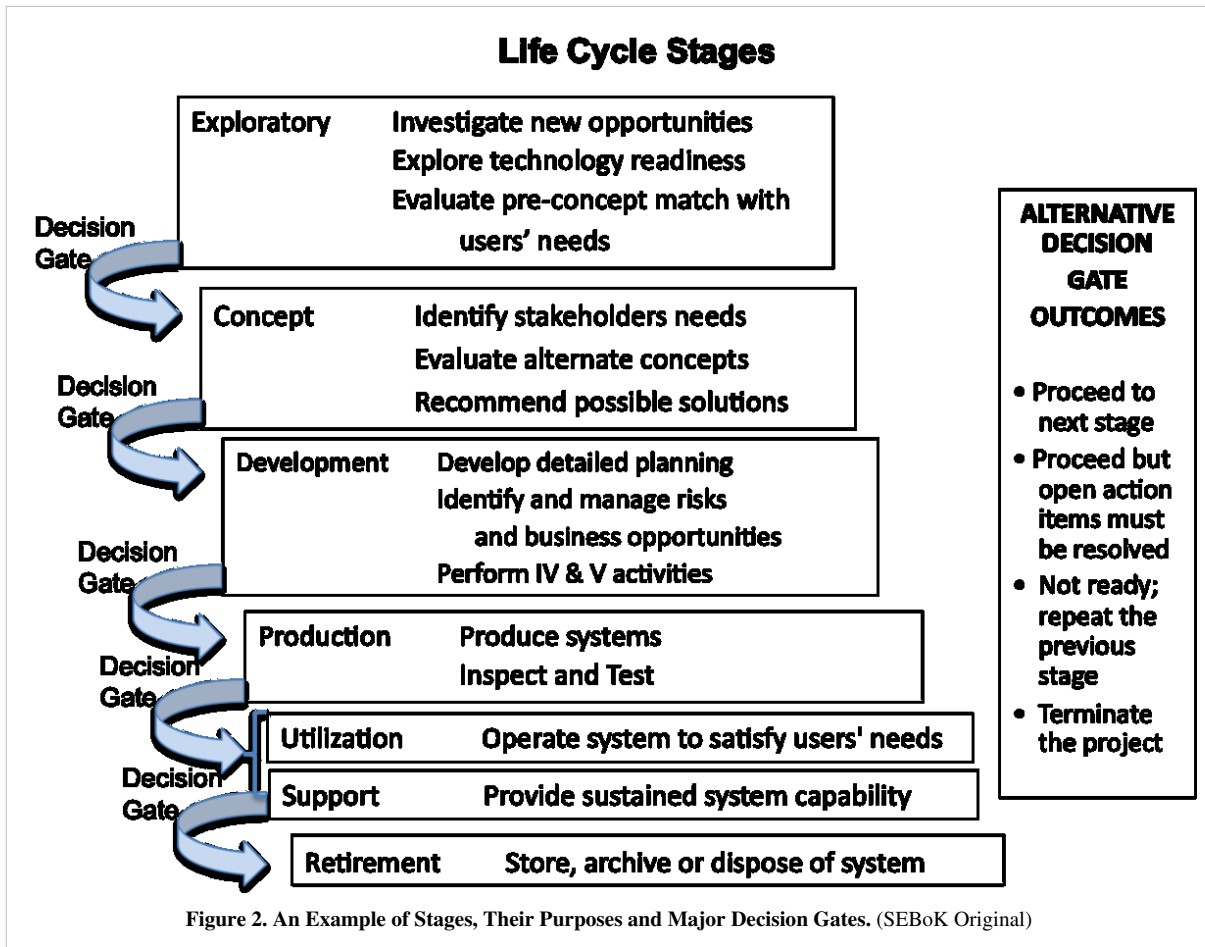 Life Cycle Stages
Exploratory Investigate new opportunities
Explore technology readiness
Evaluate pre-concept match with
users' needs
Decision
Gate
Concept Identify stakeholders needs
Evaluate alternate concepts
Recommend possible solutions
Decision
Gate
Development Develop detailed planning
Identify and manage risks
and business opportunities
Perform IV & V activities
Decision
Gate
Production Produce systems
Inspect and Test
Decision
Gate
Utilization Operate system to satisfy users' needs
Support Provide sustained system capability
Decision
Gate
Retirement Store, archive or dispose of system
ALTERNATIVE
DECISION
GATE
OUTCOMES
• Proceed to
next stage
• Proceed but
open action
items must
be resolved
• Not ready;
repeat the
previous
stage
• Terminate
the project
Figure 2. An Example of Stages, Their Purposes and Major Decision Gates. (SEBoK Original)